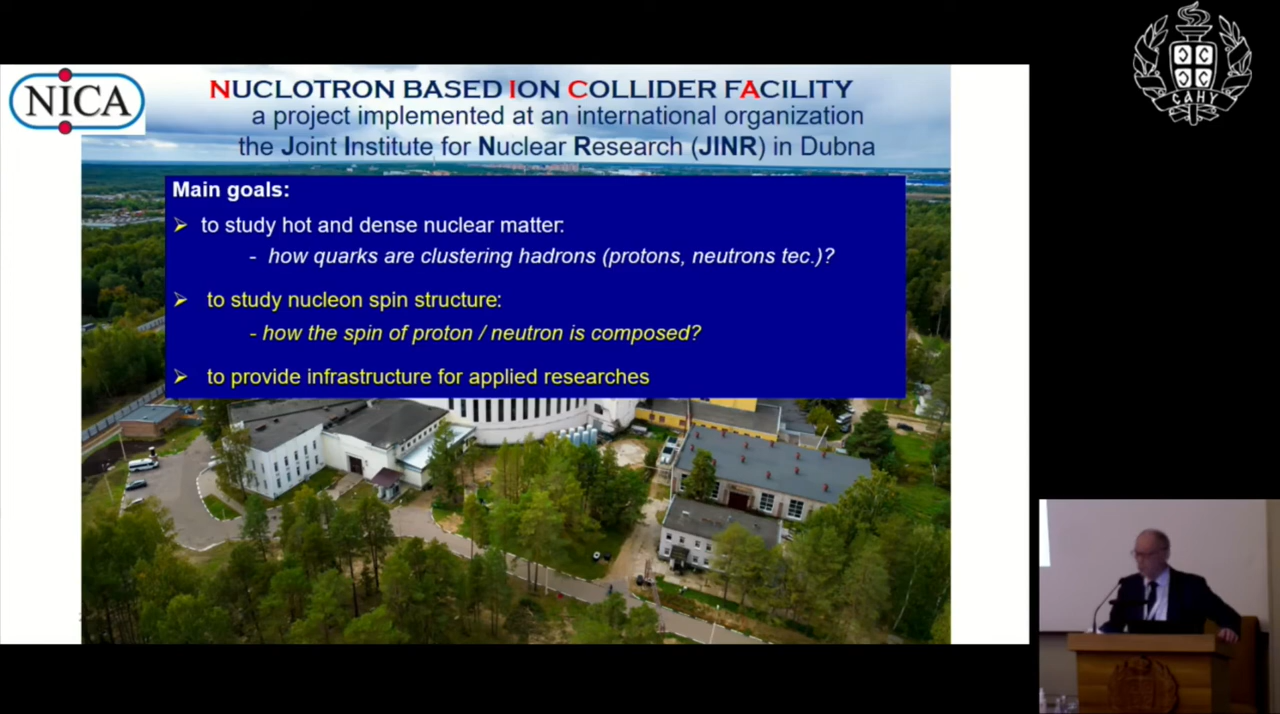 NICA
NUCLOTRON BASED ION COLLIDER FACILITY
a project implemented at an international organization
the Joint Institute for Nuclear Research (JINR) in Dubna
Main goals:
➢ to study hot and dense nuclear matter:
- how quarks are clustering hadrons (protons, neutrons tec.)?
➢ to study nucleon spin structure:
- how the spin of proton / neutron is composed?
➢ to provide infrastructure for applied researches
САНУ